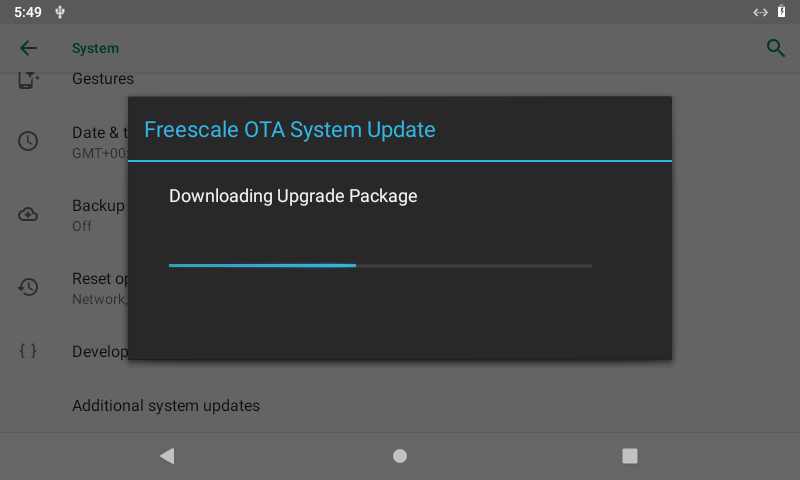 5:49
System
Gestures
Freescale OTA System Update
Date & t
GMT+00
Downloading Upgrade Package
Backup
Off
Reset op
Network,
Develop
Additional system updates